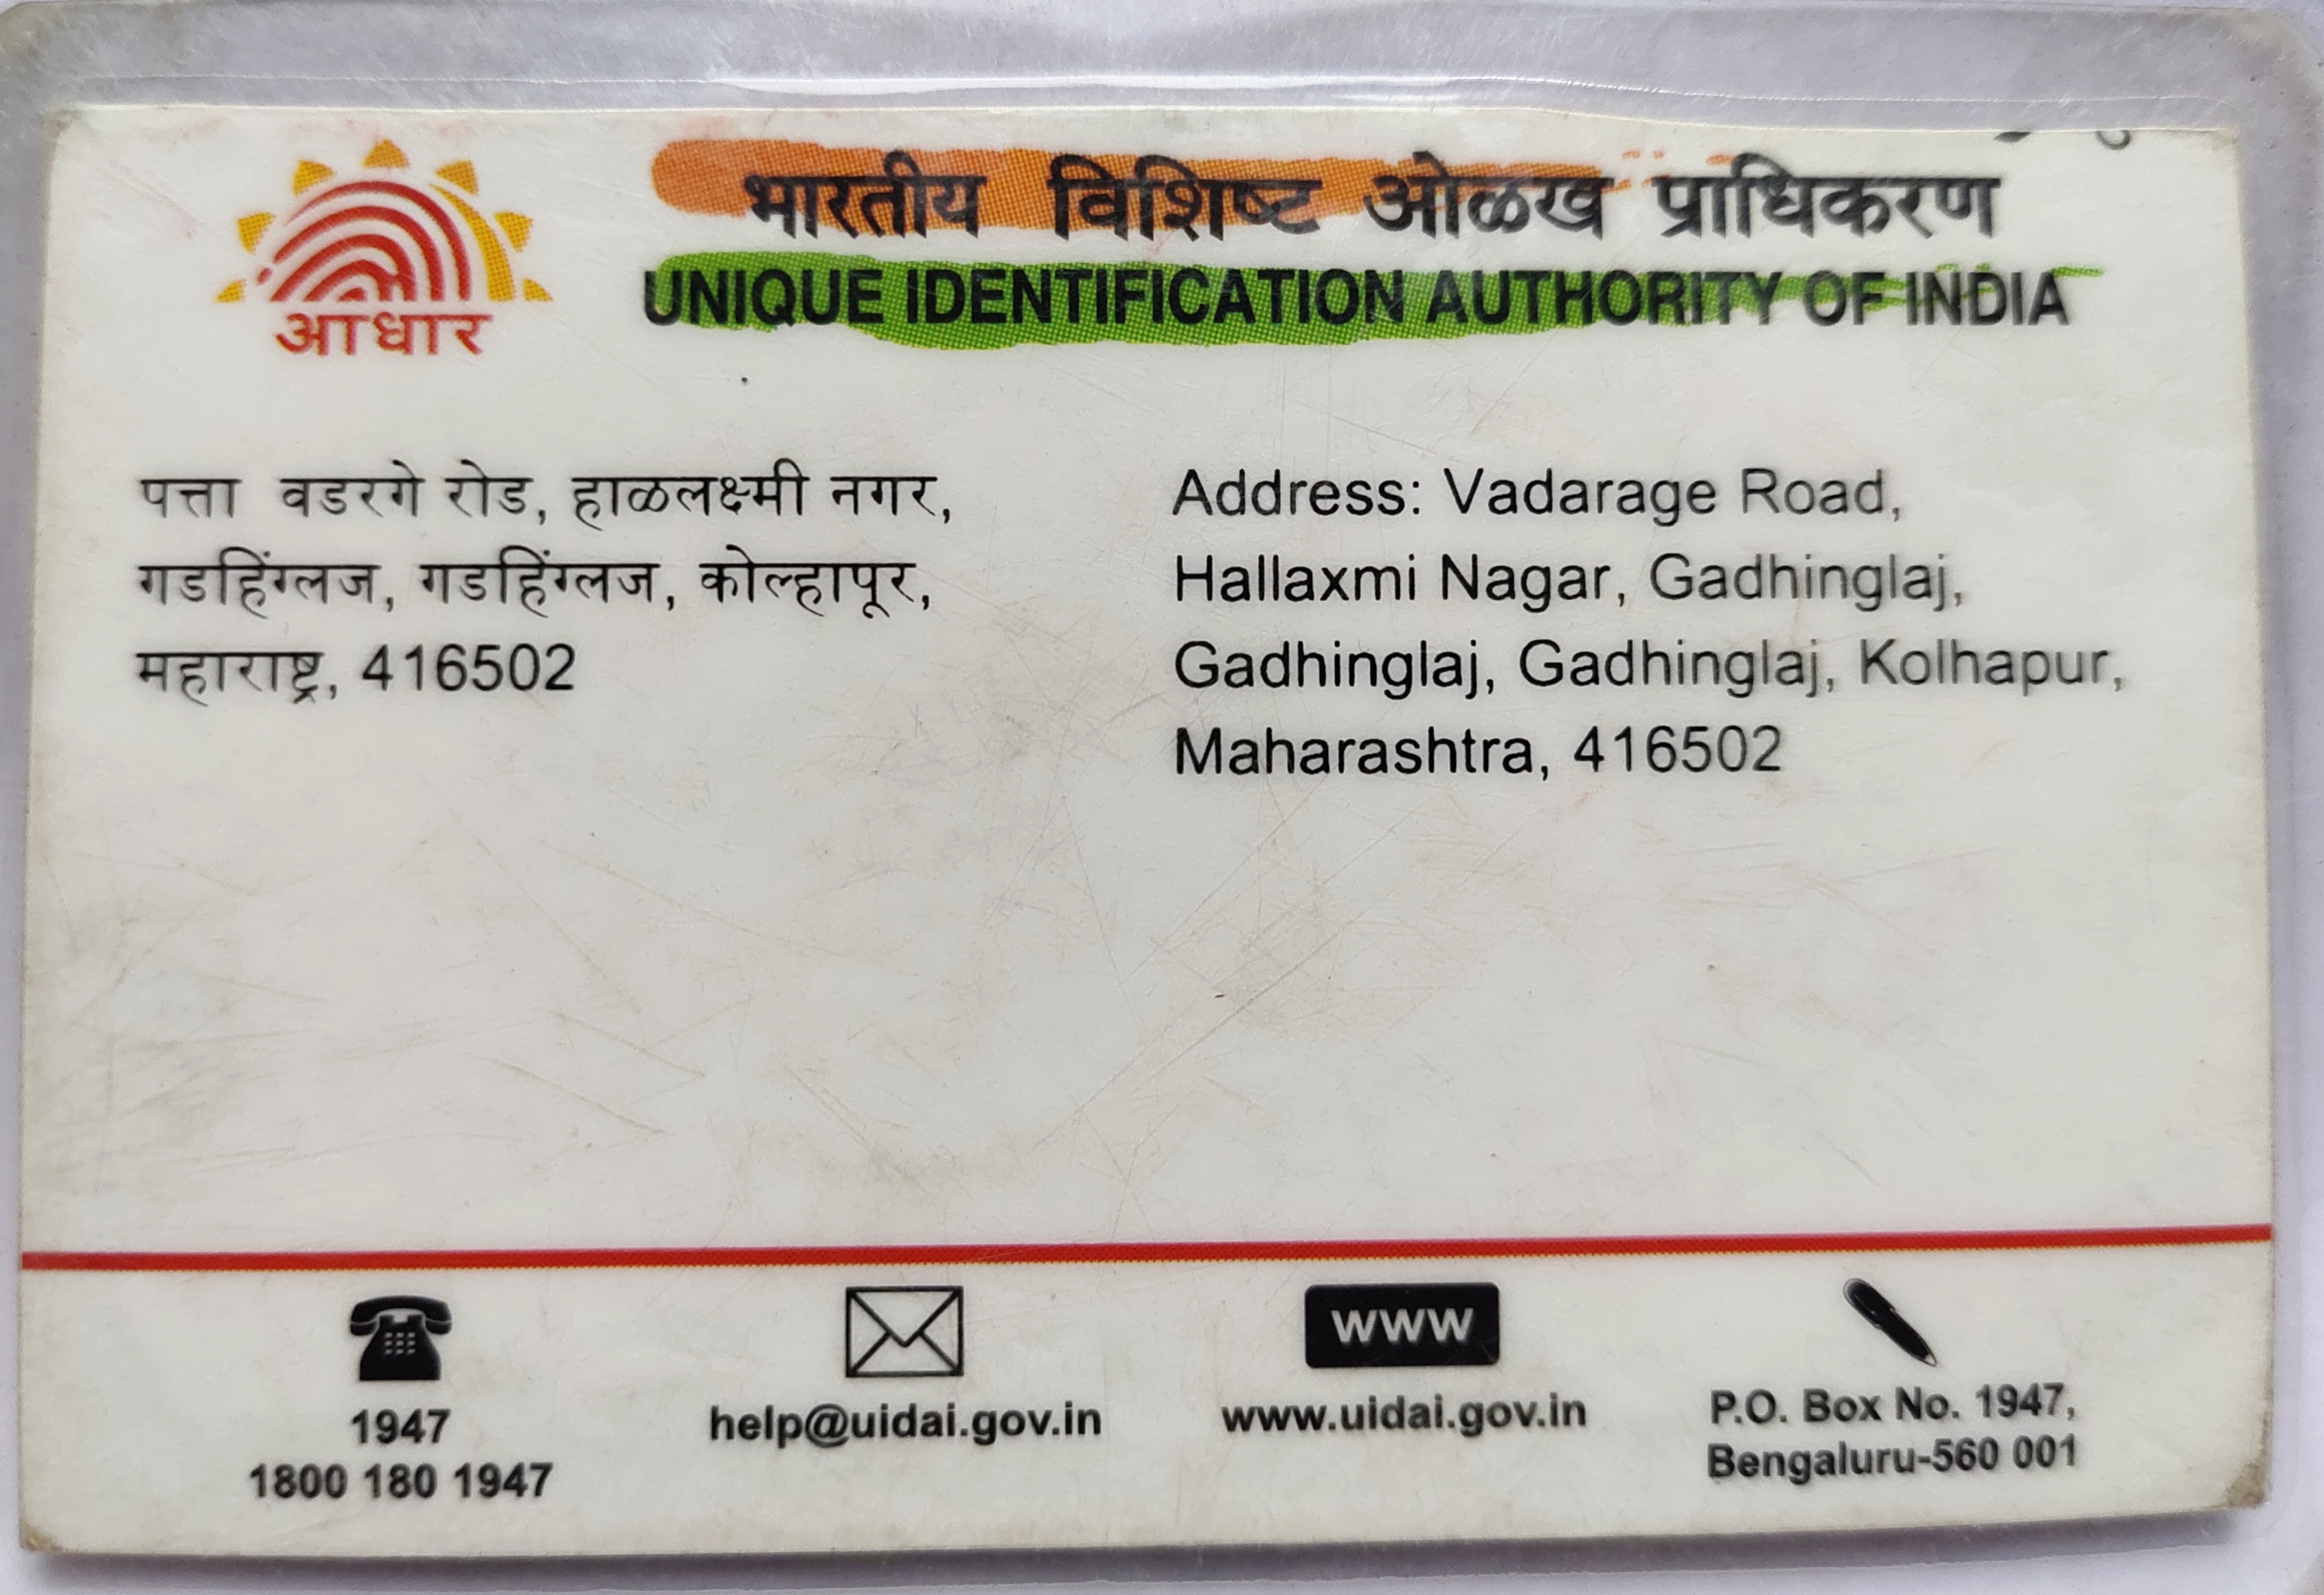 आधार
भारतीय विशिष्ट ओळख प्राधिकरण
UNIQUE IDENTIFICATION AUTHORITY OF INDIA
पत्ता वडरगे रोड, हाळलक्ष्मी नगर,
गडहिंग्लज, गडहिंग्लज, कोल्हापूर,
महाराष्ट्र, 416502
Address: Vadarage Road,
Hallaxmi Nagar, Gadhinglaj,
Gadhinglaj, Gadhinglaj, Kolhapur,
Maharashtra, 416502
1947
1800 180 1947
help@uidai.gov.in
www
www.uidai.gov.in
P.O. Box No. 1947,
Bengaluru-560 001